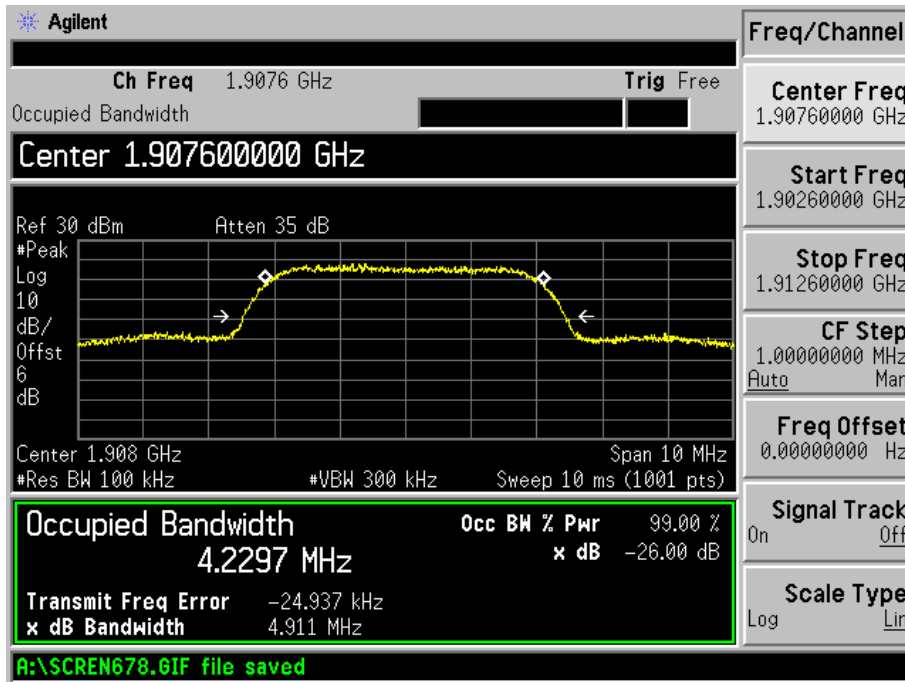 Agilent
Freq/Channel
Ch Freq 1.9076 GHz Trig Free
Occupied Bandwidth
Center 1.907600000 GHz
Ref 30 dBm Atten 35 dB
#Peak
Log
10
dB/
Offst
6
dB
Center 1.908 GHz Span 10 MHz
#Res BW 100 kHz #VBW 300 kHz Sweep 10 ms (1001 pts)
Occupied Bandwidth
4.2297 MHz
Occ BW % Pwr 99.00 %
x dB -26.00 dB
Transmit Freq Error -24.937 kHz
x dB Bandwidth 4.911 MHz
A:\SCREN678.GIF file saved
Center Freq
1.90760000 GHz
Start Freq
1.90260000 GHz
Stop Freq
1.91260000 GHz
CF Step
1.00000000 MHz
Auto Man
Freq Offset
0.00000000 Hz
Signal Track
On Off
Scale Type
Log Lin